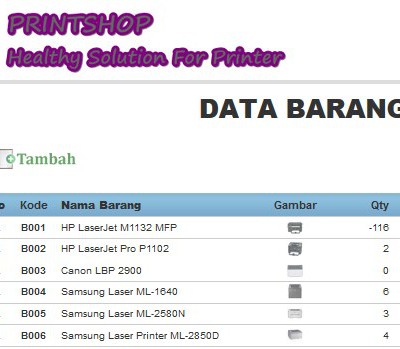 PRINTSHOP
Healthy Solution For Printer
DATA BARANG
Tambah
o Kode Nama Barang Gambar Qty
B001 HP LaserJet M1132 MFP -116
B002 HP LaserJet Pro P1102 2
B003 Canon LBP 2900 0
B004 Samsung Laser ML-1640 6
B005 Samsung Laser ML-2580N 3
B006 Samsung Laser Printer ML-2850D 4